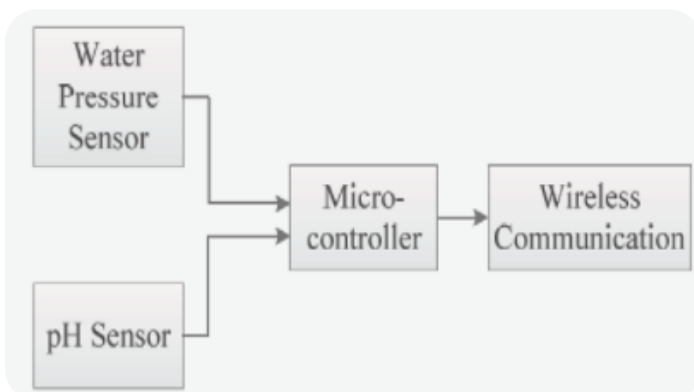 Water
Pressure
Sensor
Micro-
controller
Wireless
Communication
pH Sensor